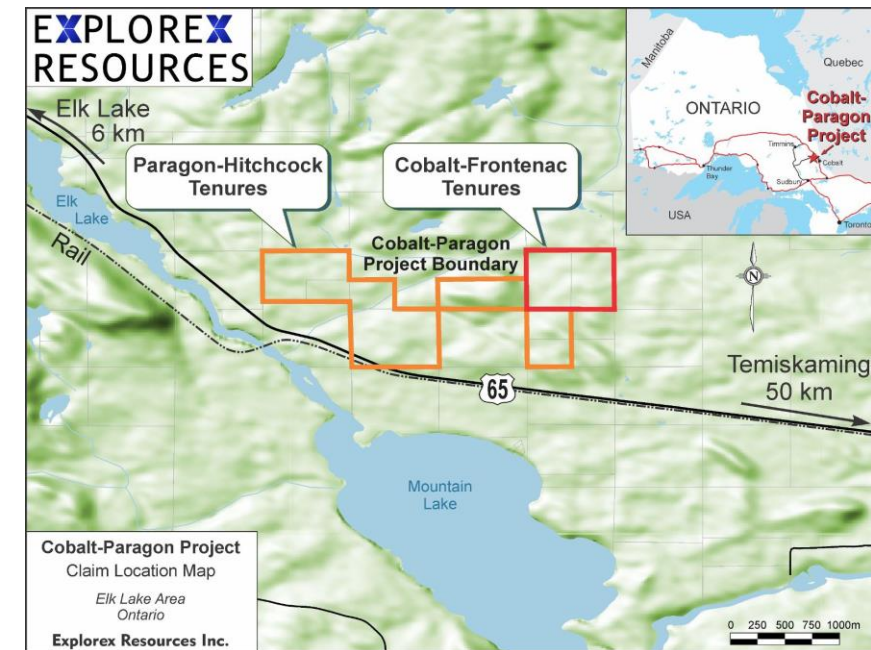 EXPLOREX
RESOURCES
Elk Lake
6 km
Paragon-Hitchcock
Tenures
Cobalt-Frontenac
Tenures
Elk
Lake
Rail
Cobalt-Paragon
Project Boundary
N
65
Temiskaming
50 km
Mountain
Lake
Manitoba
Quebec
ONTARIO
Cobalt-
Paragon
Project
Timmins
Cobalt
Thunder
Bay
Sudbury
USA
Toronto
Cobalt-Paragon Project
Claim Location Map
Elk Lake Area
Ontario
Explorex Resources Inc.
0 250 500 750 1000m